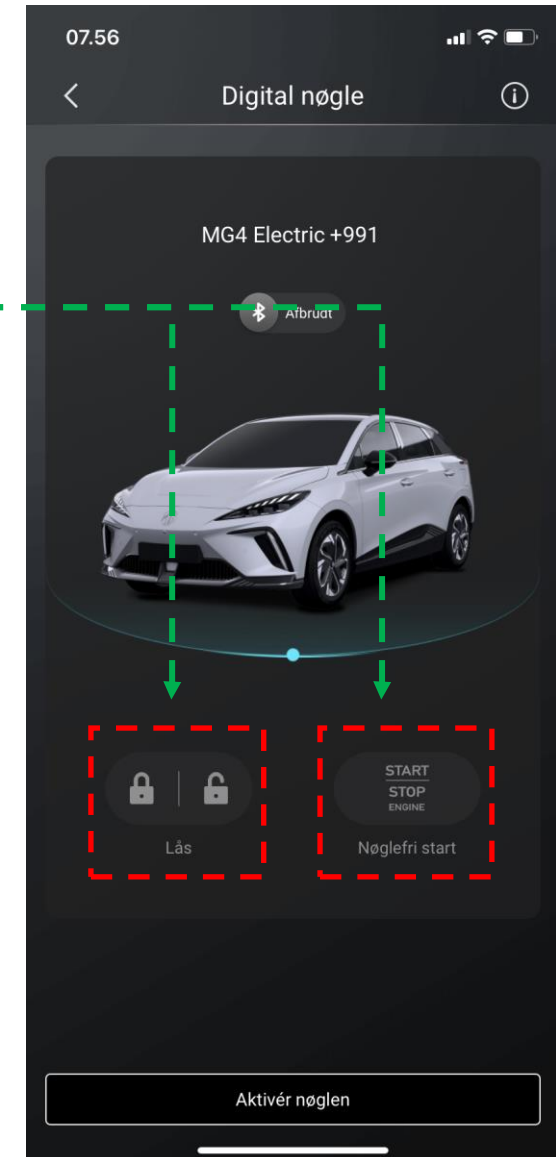 07.56
Digital nøgle
MG4 Electric +991
Afbrudt
START
STOP
ENGINE
Lås
Nøglefri start
Aktivér nøglen